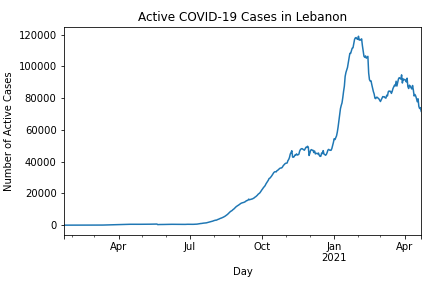 Active COVID-19 Cases in Lebanon
120000
100000
80000
60000
40000
20000
0
Number of Active Cases
Apr Jul Oct Jan Apr
2021
Day